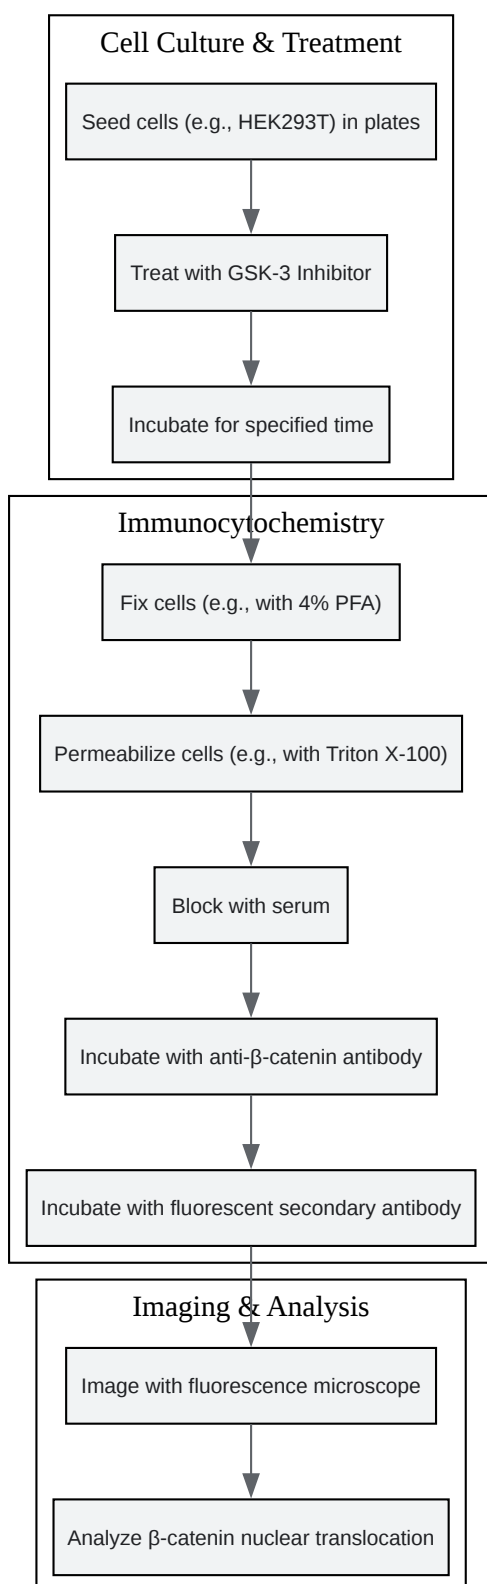 Cell Culture & Treatment
Seed cells (e.g., HEK293T) in plates
Treat with GSK-3 Inhibitor
Incubate for specified time
Immunocytochemistry
Fix cells (e.g., with 4% PFA)
Permeabilize cells (e.g., with Triton X-100)
Block with serum
Incubate with anti-β-catenin antibody
Incubate with fluorescent secondary antibody
Imaging & Analysis
Image with fluorescence microscope
Analyze β-catenin nuclear translocation